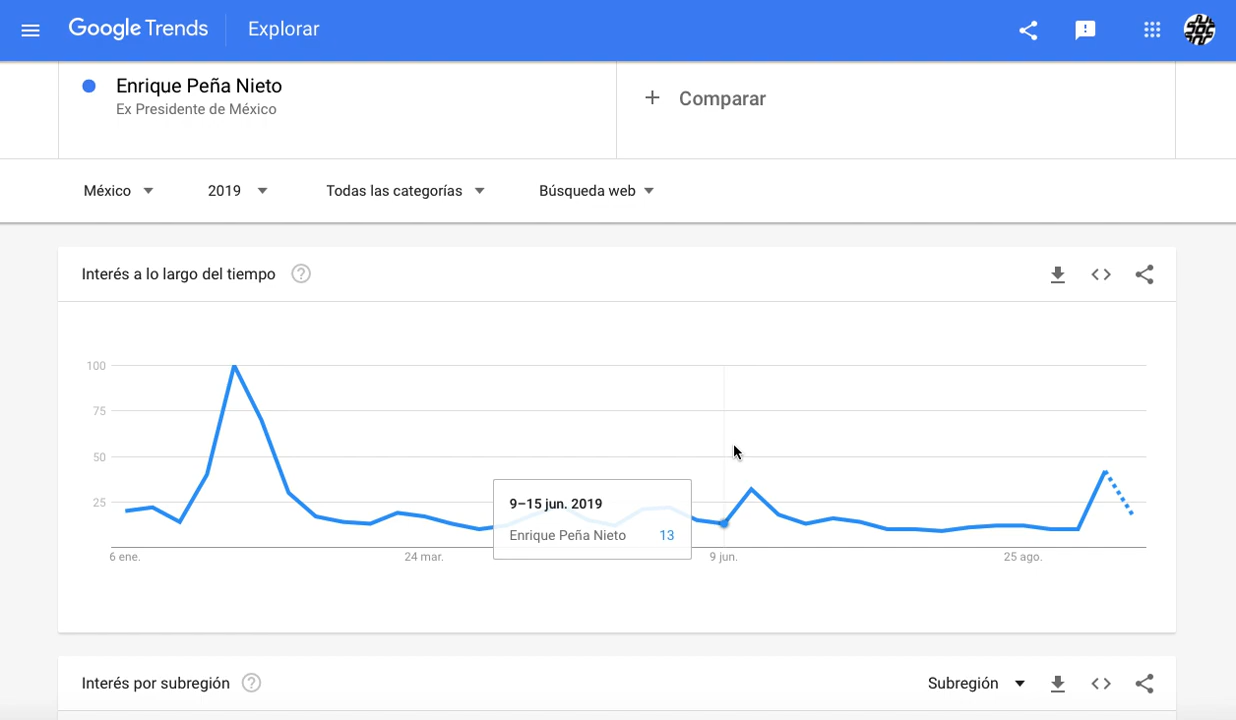 Google Trends
Explorar
Enrique Peña Nieto
Ex Presidente de México
+ Comparar
México
2019
Todas las categorías
Búsqueda web
Interés a lo largo del tiempo
100
75
50
25
9–15 jun. 2019
Enrique Peña Nieto 13
6 ene.
24 mar.
9 jun.
25 ago.
Interés por subregión
Subregión